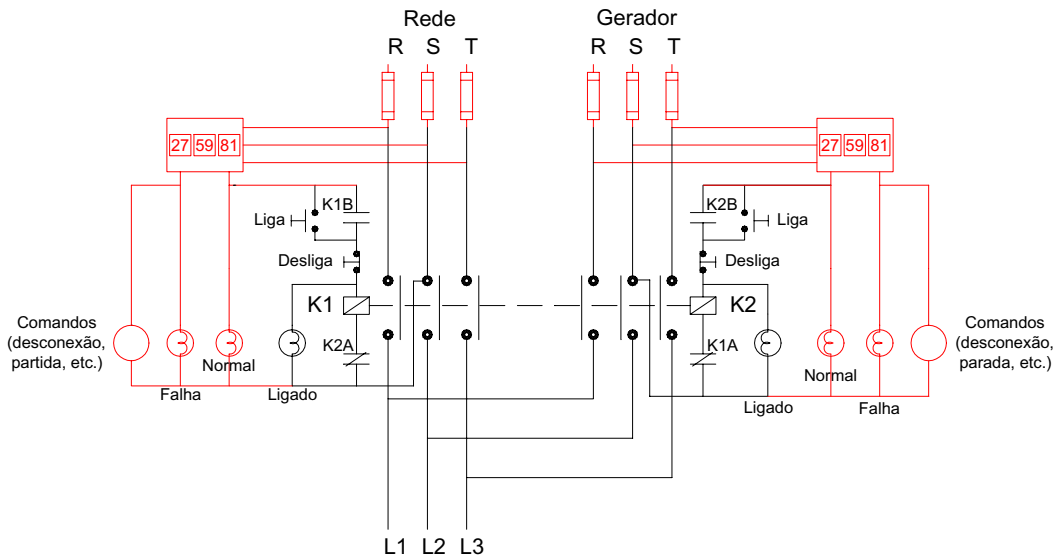 Rede Gerador
R S T R S T
27 59 81 27 59 81
K1B K2B
Liga Liga
Desliga Desliga
K1 K2
Comandos
(desconexão,
partida, etc.)
K2A K1A
Comandos
(desconexão,
parada, etc.)
Normal Normal
Falha Ligado Ligado Falha
L1 L2 L3